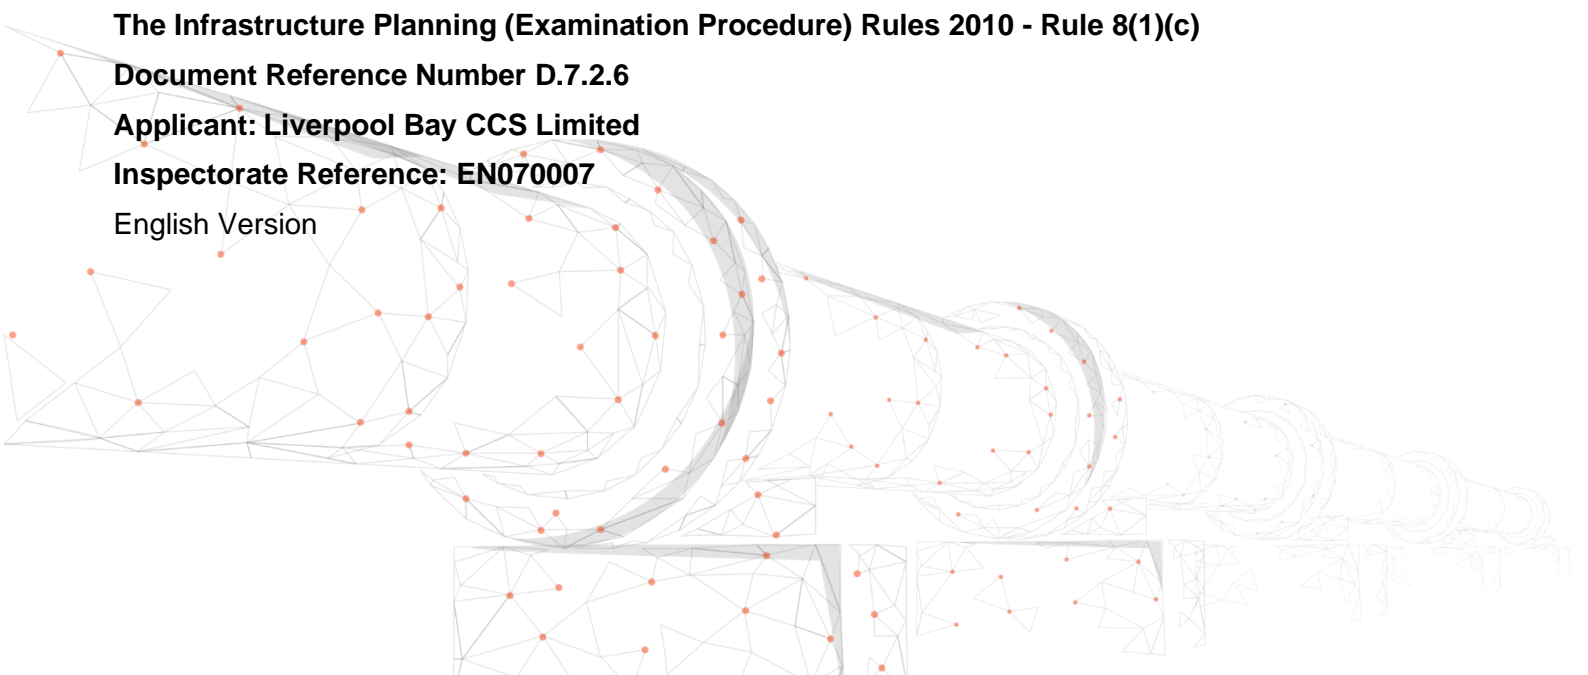 The Infrastructure Planning (Examination Procedure) Rules 2010 - Rule 8(1)(c)
Document Reference Number D.7.2.6
Applicant: Liverpool Bay CCS Limited
Inspectorate Reference: EN070007
English Version